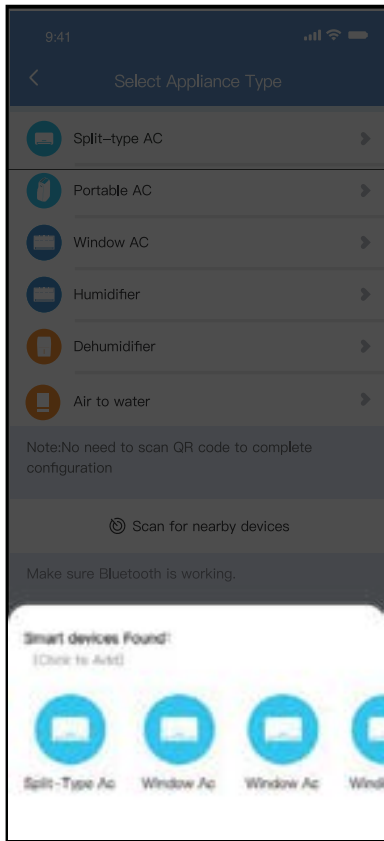 9:41
Select Appliance Type
Split-type AC
Portable AC
Window AC
Humidifier
Dehumidifier
Air to water
Note:No need to scan QR code to complete
configuration
Scan for nearby devices
Make sure Bluetooth is working.
Smart devices Found:
(Click to Add)
Split-Type Ac Window Ac Window Ac